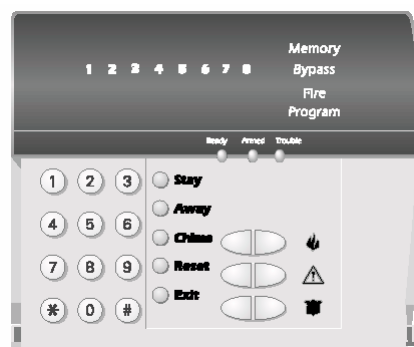 Memory
1 2 3 4 5 6 7 8 Bypass
Fire
Program
Ready Armed Trouble
1 2 3 Stay
Away
4 5 6 Chime
7 8 9 Reset
Exit
* 0 #